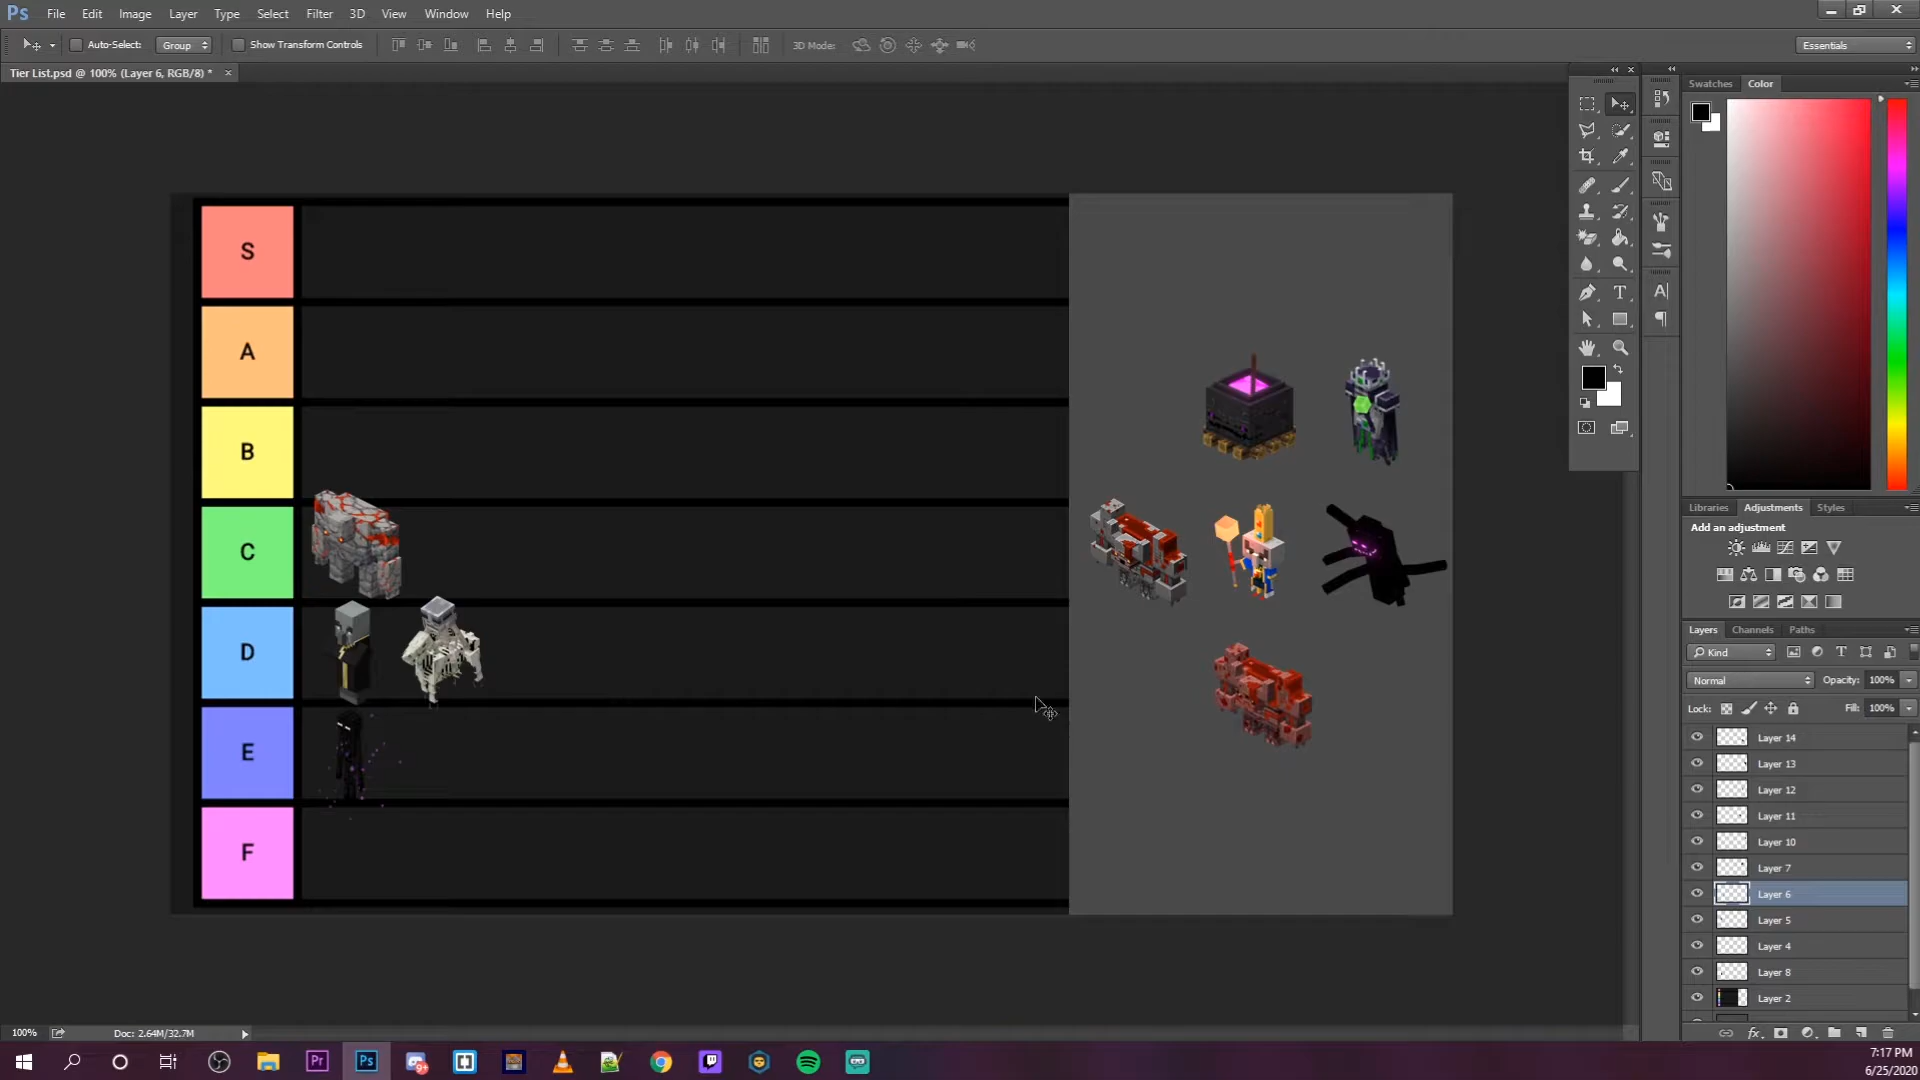 Ps File Edit Image Layer Type Select Filter 3D View Window Help
Auto-Select: Group Show Transform Controls 3D Mode: Essentials
Tier List.psd @ 100% (Layer 6, RGB/8) * ×
Swatches Color
S
A
B
C
D
E
F
Libraries Adjustments Styles
Add an adjustment
Layers Channels Paths
Kind
Normal Opacity: 100%
Lock: Fill: 100%
Layer 14
Layer 13
Layer 12
Layer 11
Layer 10
Layer 7
Layer 6
Layer 5
Layer 4
Layer 8
Layer 2
100% Doc: 2.64M/32.7M
Pr Ps 9+
7:17 PM
6/25/2020